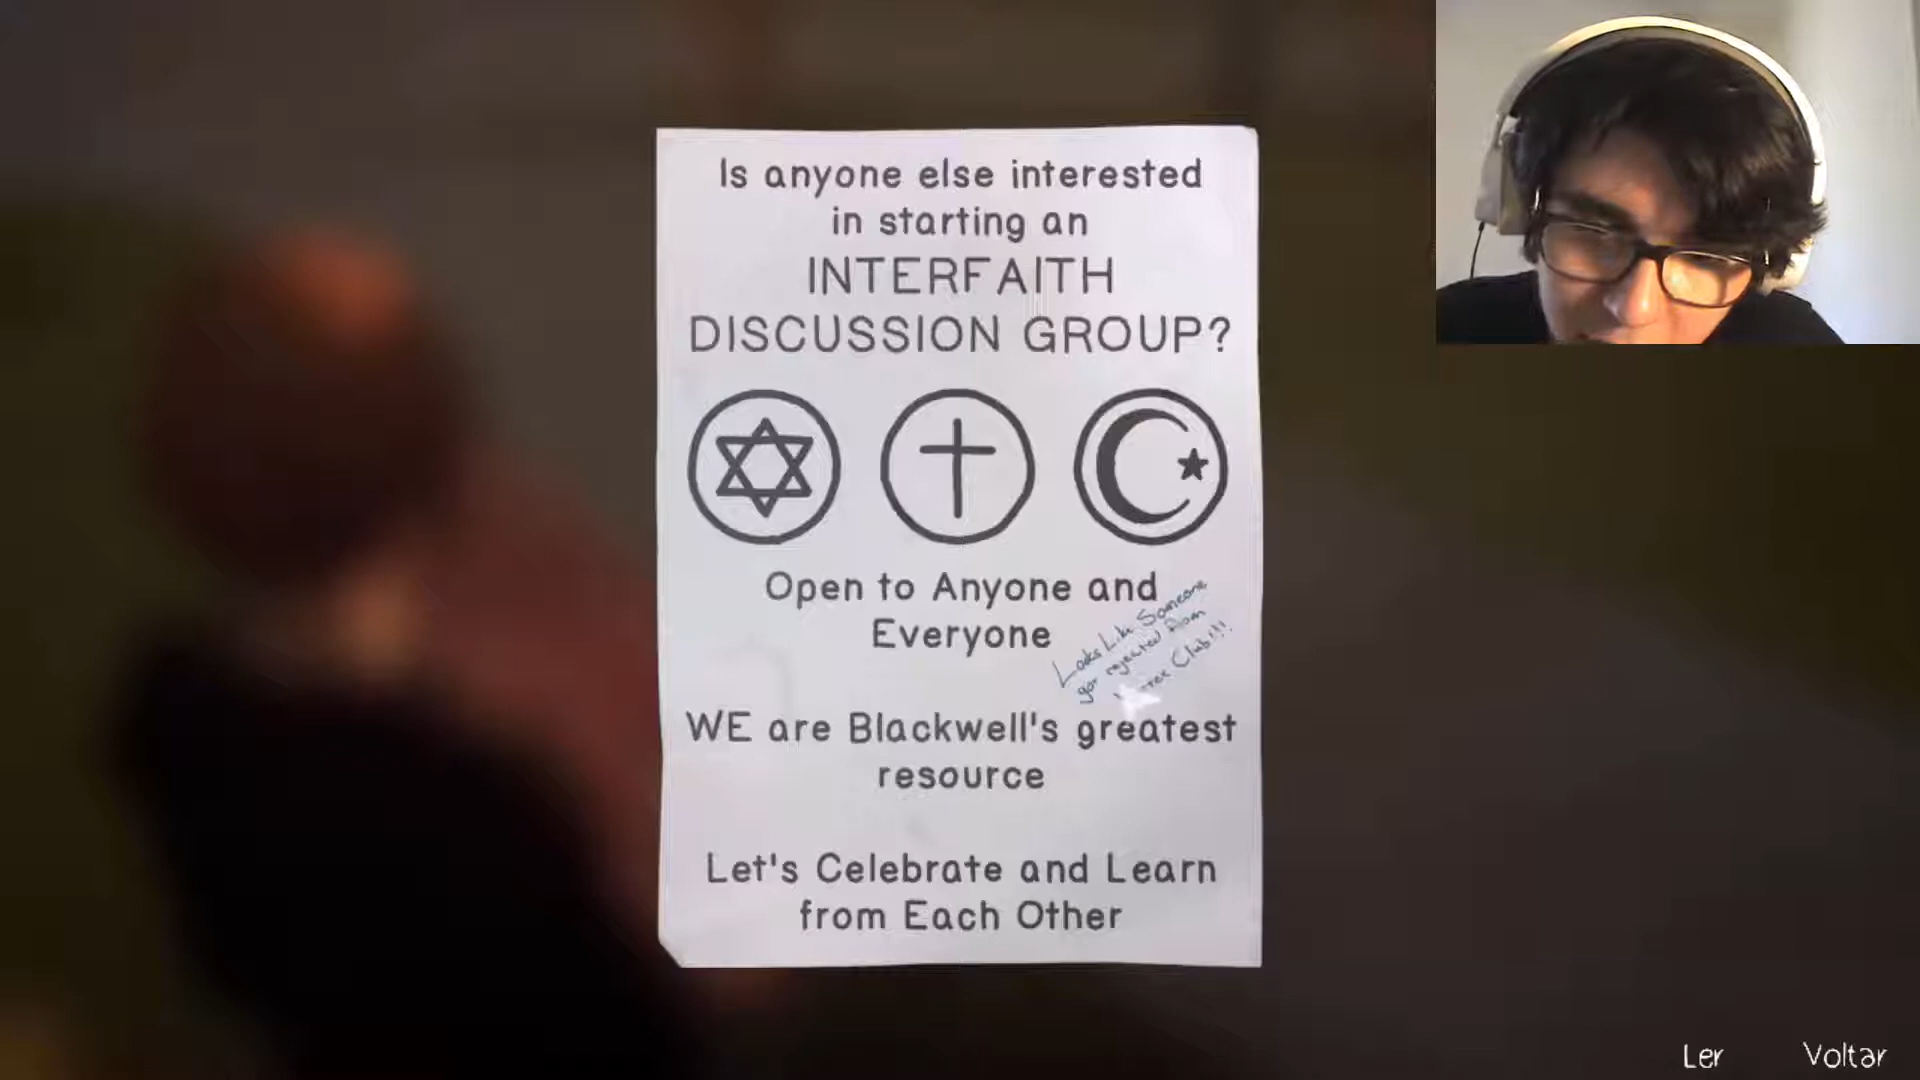 Is anyone else interested
in starting an
INTERFAITH
DISCUSSION GROUP?
Open to Anyone and
Everyone
Looks Like Someone
got rejected from
Club!!!
WE are Blackwell's greatest
resource
Let's Celebrate and Learn
from Each Other
Ler Voltar